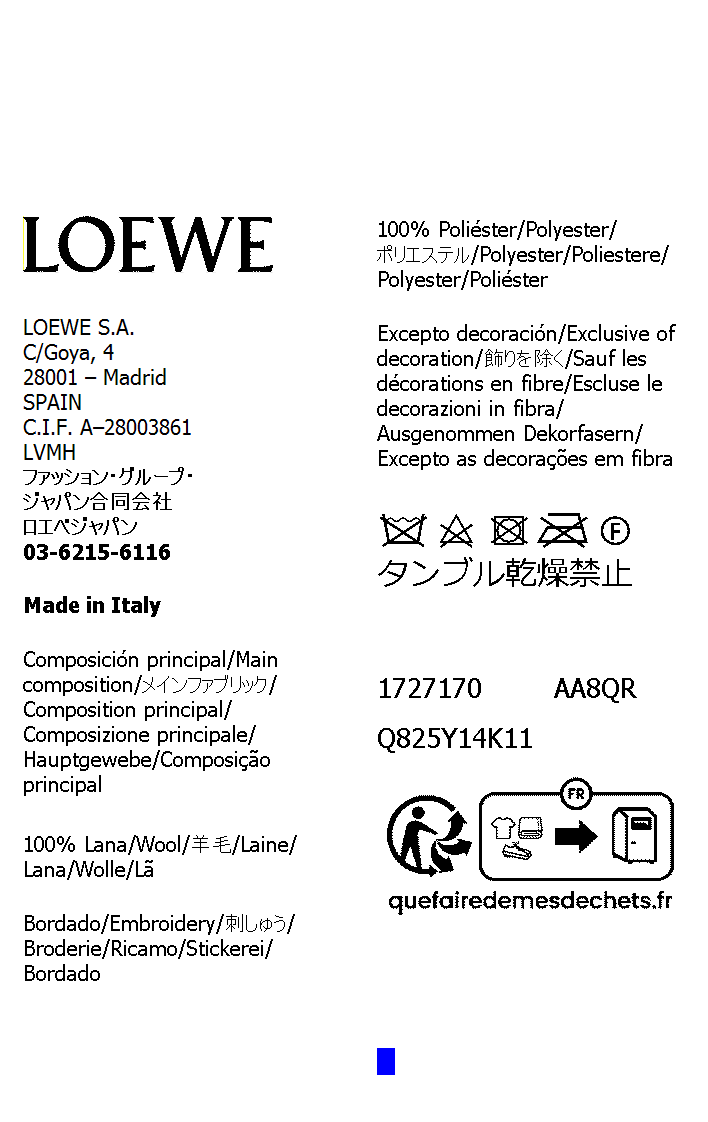 LOEWE
LOEWE S.A.
C/Goya, 4
28001 – Madrid
SPAIN
C.I.F. A–28003861
LVMH
ファッション・グループ・
ジャパン合同会社
ロエベジャパン
03-6215-6116
Made in Italy
Composición principal/Main
composition/メインファブリック/
Composition principal/
Composizione principale/
Hauptgewebe/Composição
principal
100% Lana/Wool/羊毛/Laine/
Lana/Wolle/Lã
Bordado/Embroidery/刺しゅう/
Broderie/Ricamo/Stickerei/
Bordado
100% Poliéster/Polyester/
ポリエステル/Polyester/Poliestere/
Polyester/Poliéster
Excepto decoración/Exclusive of
decoration/飾りを除く/Sauf les
décorations en fibre/Escluse le
decorazioni in fibra/
Ausgenommen Dekorfasern/
Excepto as decorações em fibra
F
タンブル乾燥禁止
1727170 AA8QR
Q825Y14K11
FR
quefairedemesdechets.fr